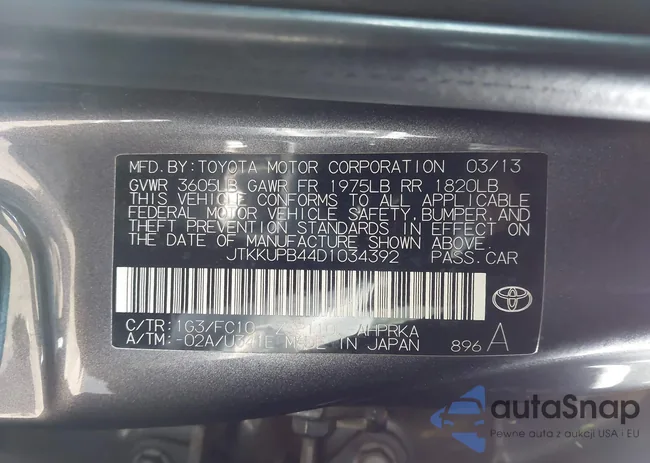 MFD.BY:TOYOTA MOTOR CORPORATION 03/13
GVWR 3605LB GAWR FR 1975LB RR 1820LB
THIS VEHICLE CONFORMS TO ALL APPLICABLE
FEDERAL MOTOR VEHICLE SAFETY,BUMPER,AND
THEFT PREVENTION STANDARDS IN EFFECT ON
THE DATE OF MANUFACTURE SHOWN ABOVE.
JTKKUPB44D1034392 PASS.CAR
C/TR:1G3/FC10 AHPRKA
A/TM:-02A/U341E MADE IN JAPAN 896 A
autaSnap
Pewne auta z aukcji USA · EU